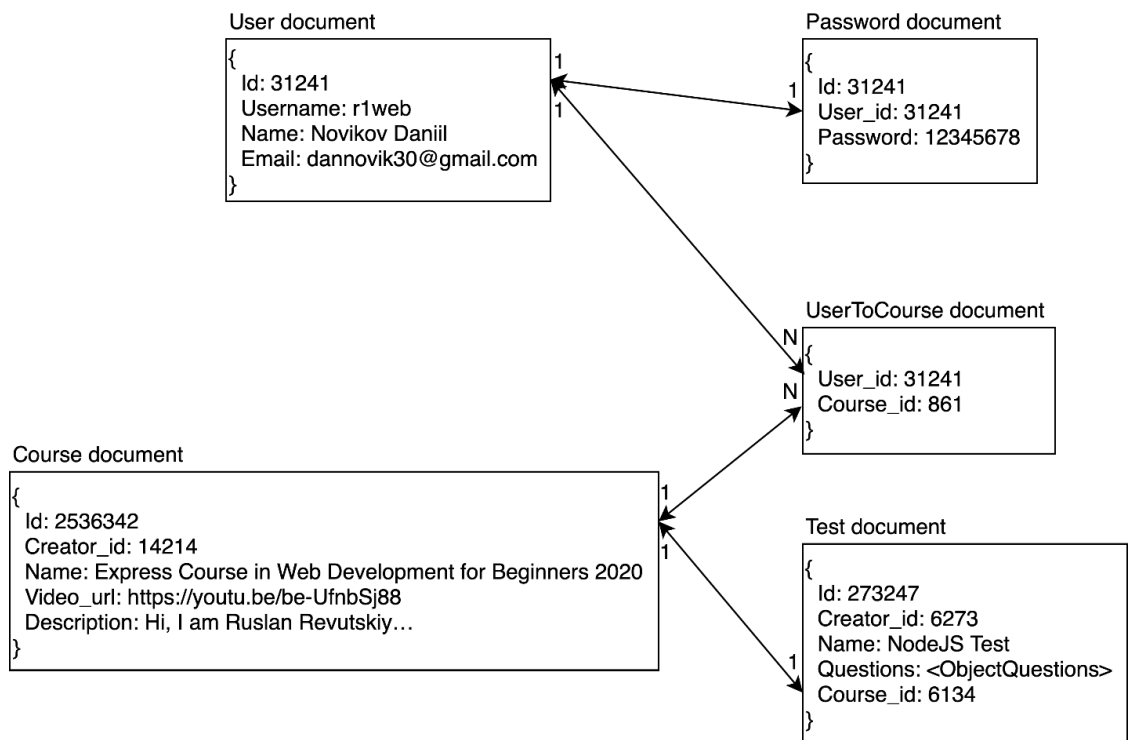 User document
{
Id: 31241
Username: r1web
Name: Novikov Daniil
Email: dannovik30@gmail.com
}
Password document
{
Id: 31241
User_id: 31241
Password: 12345678
}
1
1
1
UserToCourse document
{
User_id: 31241
Course_id: 861
}
N
N
Course document
{
Id: 2536342
Creator_id: 14214
Name: Express Course in Web Development for Beginners 2020
Video_url: https://youtu.be/be-UfnbSj88
Description: Hi, I am Ruslan Revutskiy…
}
1
1
Test document
{
Id: 273247
Creator_id: 6273
Name: NodeJS Test
Questions: <ObjectQuestions>
Course_id: 6134
}
1